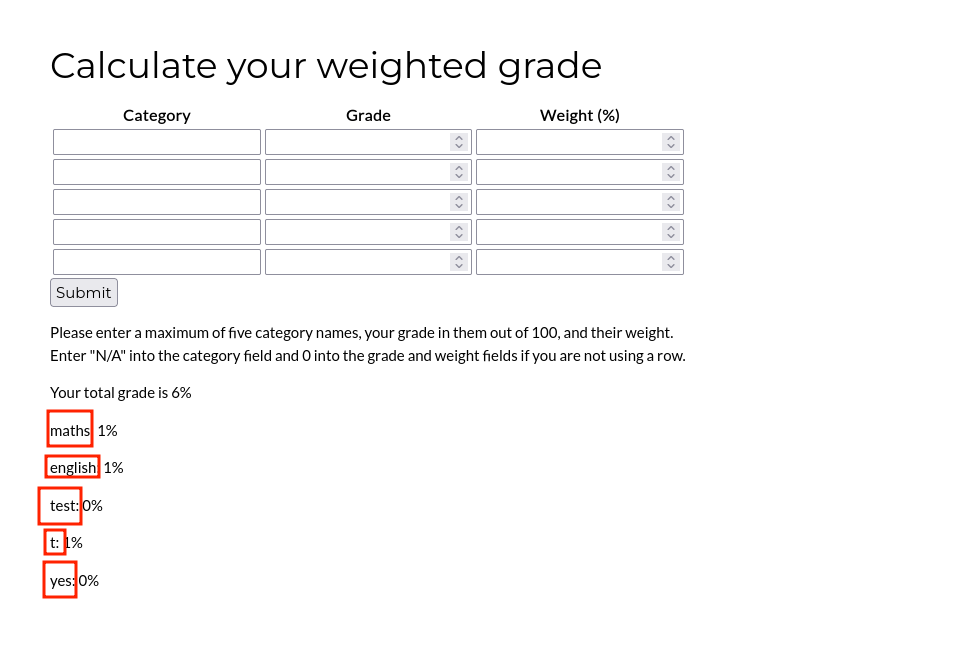 Calculate your weighted grade
Category Grade Weight (%)
Submit
Please enter a maximum of five category names, your grade in them out of 100, and their weight.
Enter "N/A" into the category field and 0 into the grade and weight fields if you are not using a row.
Your total grade is 6%
maths: 1%
english: 1%
test: 0%
t: 1%
yes: 0%